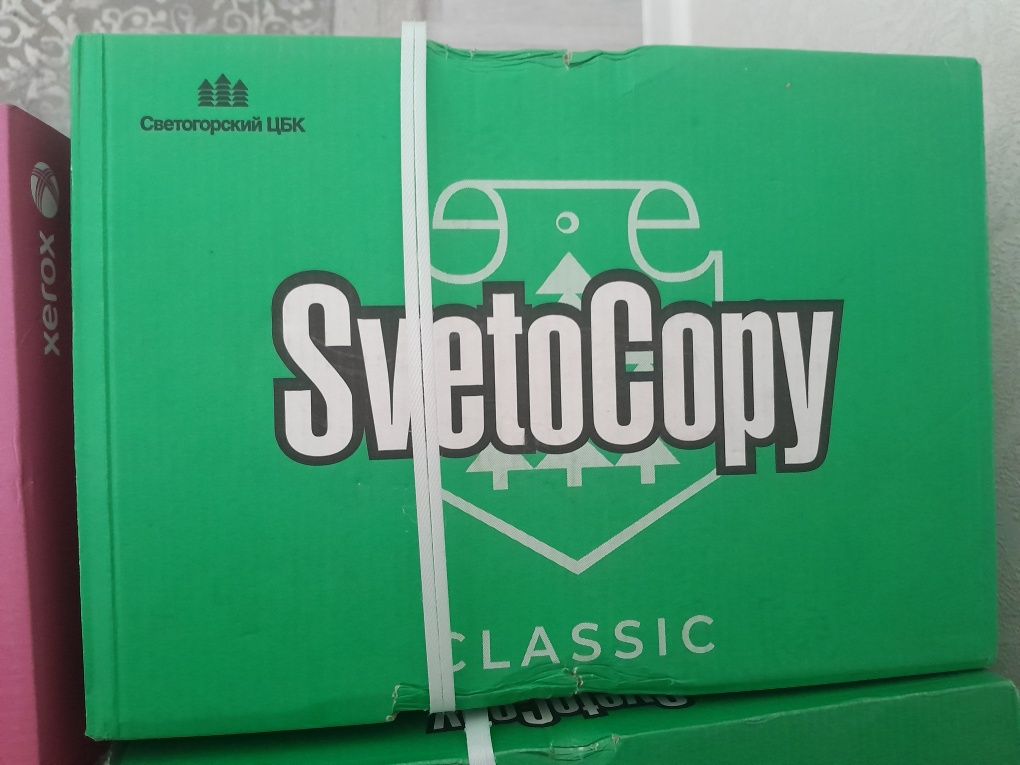 Светогорский ЦБК
xerox
SvetoCopy
CLASSIC
SvetoCopy